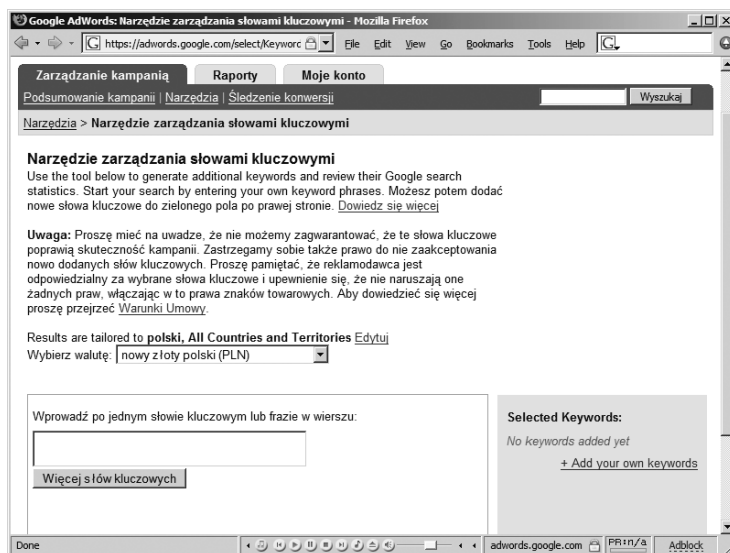 Google AdWords: Narzędzie zarządzania słowami kluczowymi - Mozilla Firefox
https://adwords.google.com/select/Keyworc File Edit View Go Bookmarks Tools Help
Zarządzanie kampanią Raporty Moje konto
Podsumowanie kampanii | Narzędzia | Śledzenie konwersji Wyszukaj
Narzędzia > Narzędzie zarządzania słowami kluczowymi
Narzędzie zarządzania słowami kluczowymi
Use the tool below to generate additional keywords and review their Google search
statistics. Start your search by entering your own keyword phrases. Możesz potem dodać
nowe słowa kluczowe do zielonego pola po prawej stronie. Dowiedz się więcej
Uwaga: Proszę mieć na uwadze, że nie możemy zagwarantować, że te słowa kluczowe
poprawią skuteczność kampanii. Zastrzegamy sobie także prawo do nie zaakceptowania
nowo dodanych słów kluczowych. Proszę pamiętać, że reklamodawca jest
odpowiedzialny za wybrane słowa kluczowe i upewnienie się, że nie naruszają one
żadnych praw, włączając w to prawa znaków towarowych. Aby dowiedzieć się więcej
proszę przejrzeć Warunki Umowy.
Results are tailored to polski, All Countries and Territories Edytuj
Wybierz walutę: nowy złoty polski (PLN)
Wprowadź po jednym słowie kluczowym lub frazie w wierszu:
Więcej słów kluczowych
Selected Keywords:
No keywords added yet
+ Add your own keywords
Done adwords.google.com PR:n/a Adblock